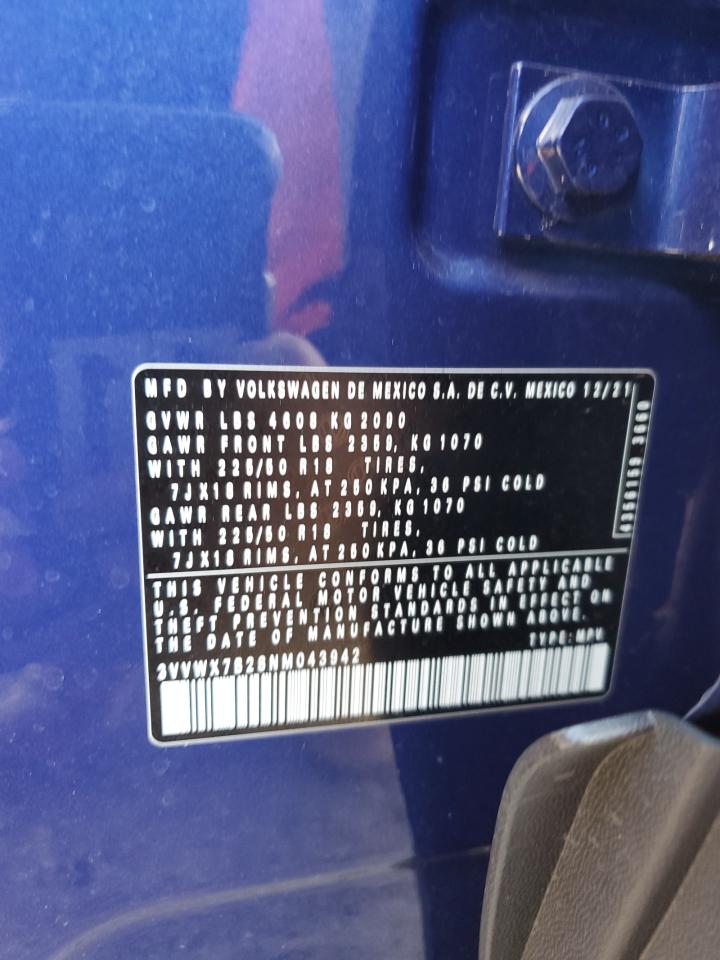 MFD BY VOLKSWAGEN DE MEXICO S.A. DE C.V. MEXICO 12/21
GVWR LBS 4608 KG 2090
GAWR FRONT LBS 2359, KG 1070
WITH 225/50 R18 TIRES,
7JX18 RIMS, AT 250 KPA, 36 PSI COLD
GAWR REAR LBS 2359, KG 1070
WITH 225/50 R18 TIRES,
7JX18 RIMS, AT 250 KPA, 36 PSI COLD
THIS VEHICLE CONFORMS TO ALL APPLICABLE
U.S. FEDERAL MOTOR VEHICLE SAFETY AND
THEFT PREVENTION STANDARDS IN EFFECT ON
THE DATE OF MANUFACTURE SHOWN ABOVE.
TYPE: MPV
3VVWX7B26NM043942